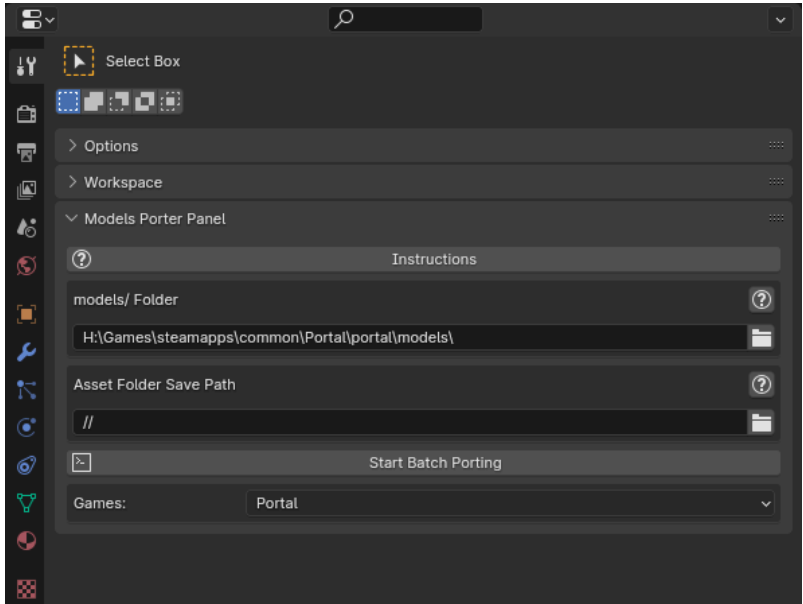 Select Box
Options
Workspace
Models Porter Panel
Instructions
models/ Folder
H:\Games\steamapps\common\Portal\portal\models\
Asset Folder Save Path
//
Start Batch Porting
Games: Portal